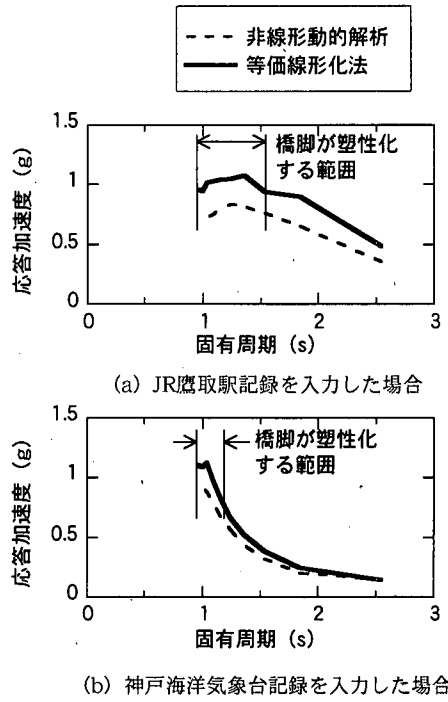 非線形動的解析
等価線形化法
1.5
橋脚が塑性化
する範囲
1
0.5
0
応答加速度 (g)
0 1 2 3
固有周期 (s)
(a) JR鷹取駅記録を入力した場合
1.5
橋脚が塑性化
する範囲
1
0.5
0
応答加速度 (g)
0 1 2 3
固有周期 (s)
(b) 神戸海洋気象台記録を入力した場合